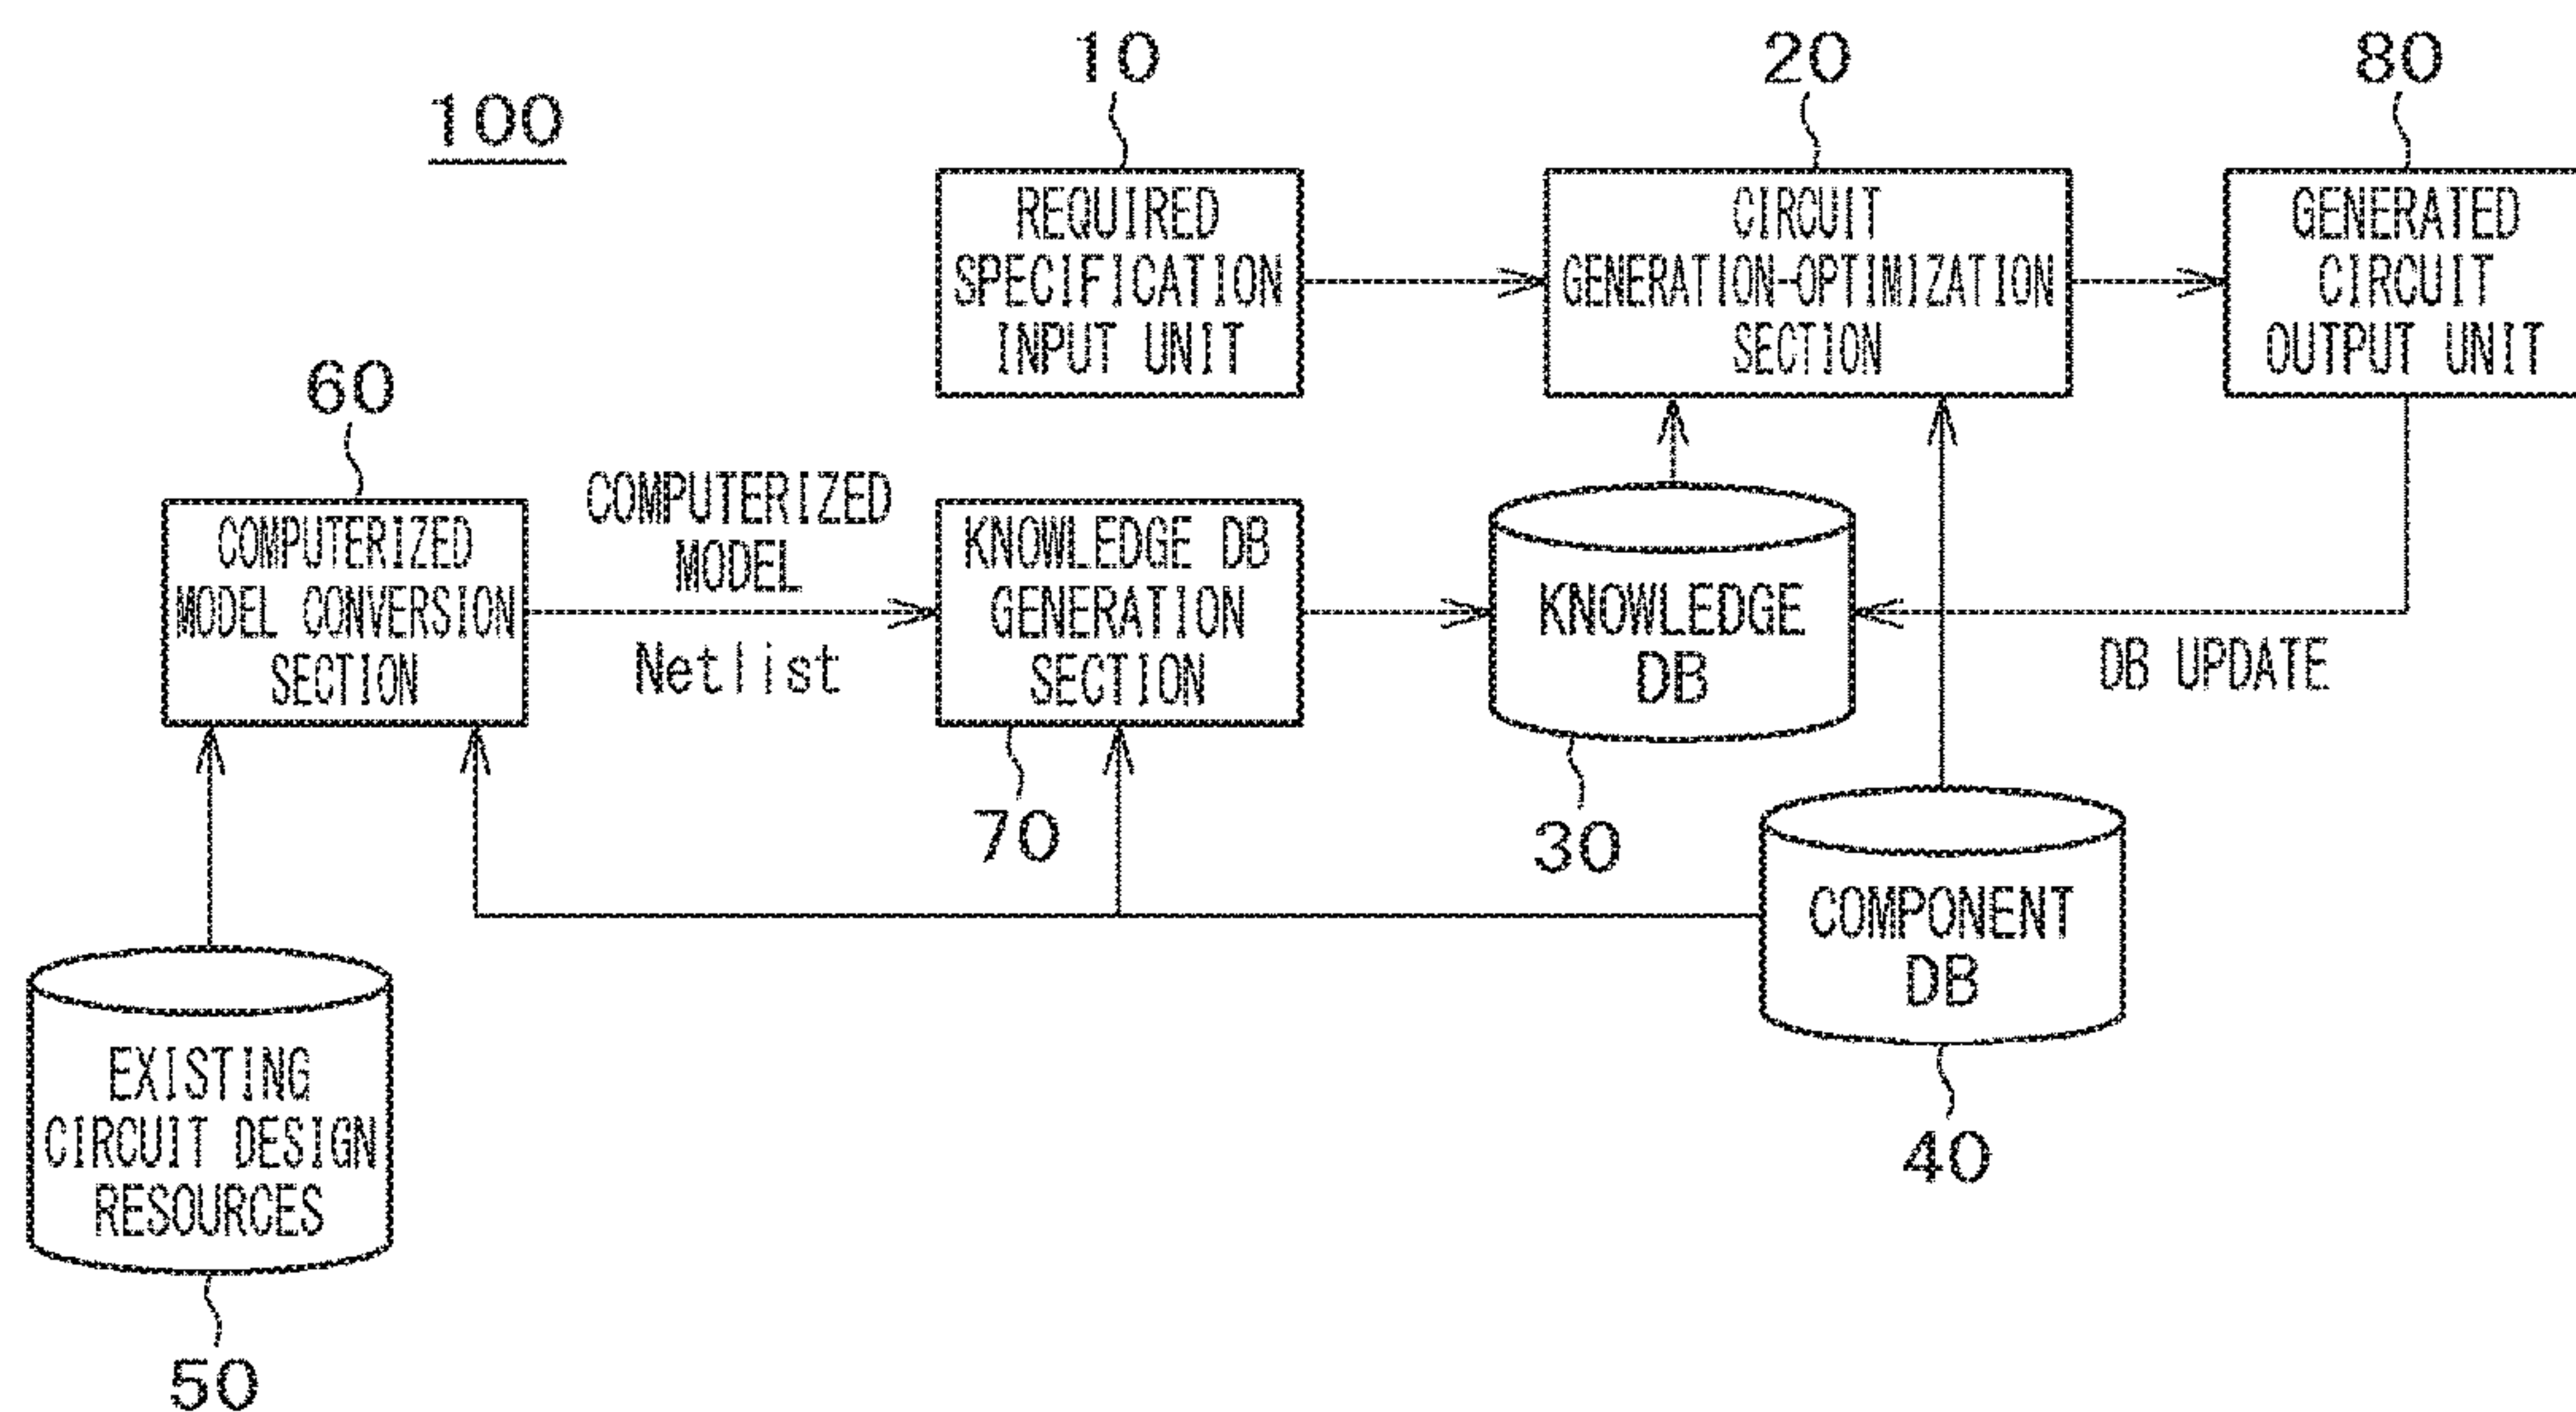 100
10
20
80
REQUIRED
SPECIFICATION
INPUT UNIT
CIRCUIT
GENERATION-OPTIMIZATION
SECTION
GENERATED
CIRCUIT
OUTPUT UNIT
60
COMPUTERIZED
MODEL CONVERSION
SECTION
COMPUTERIZED
MODEL
Netlist
KNOWLEDGE DB
GENERATION
SECTION
70
KNOWLEDGE
DB
30
DB UPDATE
COMPONENT
DB
40
EXISTING
CIRCUIT DESIGN
RESOURCES
50